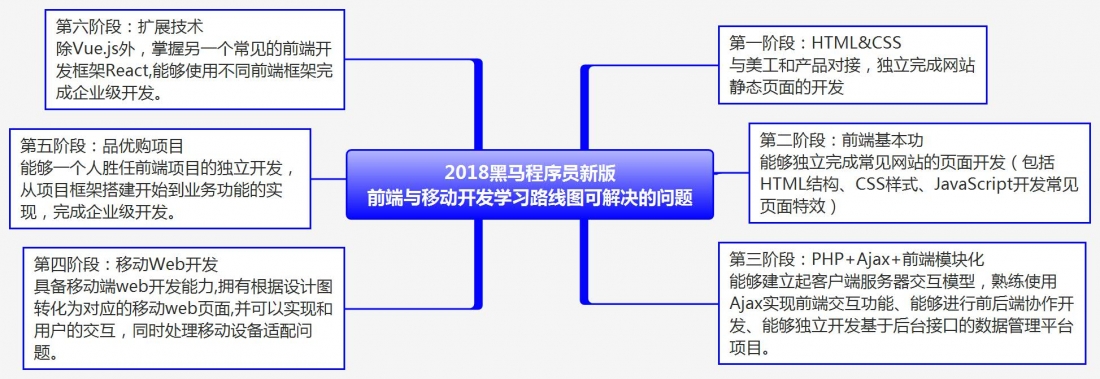 2018黑马程序员新版
前端与移动开发学习路线图可解决的问题
第一阶段：HTML&CSS
与美工和产品对接，独立完成网站
静态页面的开发
第二阶段：前端基本功
能够独立完成常见网站的页面开发（包括
HTML结构、CSS样式、JavaScript开发常见
页面特效）
第三阶段：PHP+Ajax+前端模块化
能够建立起客户端服务器交互模型，熟练使用
Ajax实现前端交互功能、能够进行前后端协作开
发、能够独立开发基于后台接口的数据管理平台
项目。
第四阶段：移动Web开发
具备移动端web开发能力,拥有根据设计图
转化为对应的移动web页面,并可以实现和
用户的交互，同时处理移动设备适配问
题。
第五阶段：品优购项目
能够一个人胜任前端项目的独立开发，
从项目框架搭建开始到业务功能的实
现，完成企业级开发。
第六阶段：扩展技术
除Vue.js外，掌握另一个常见的前端开
发框架React,能够使用不同前端框架完
成企业级开发。